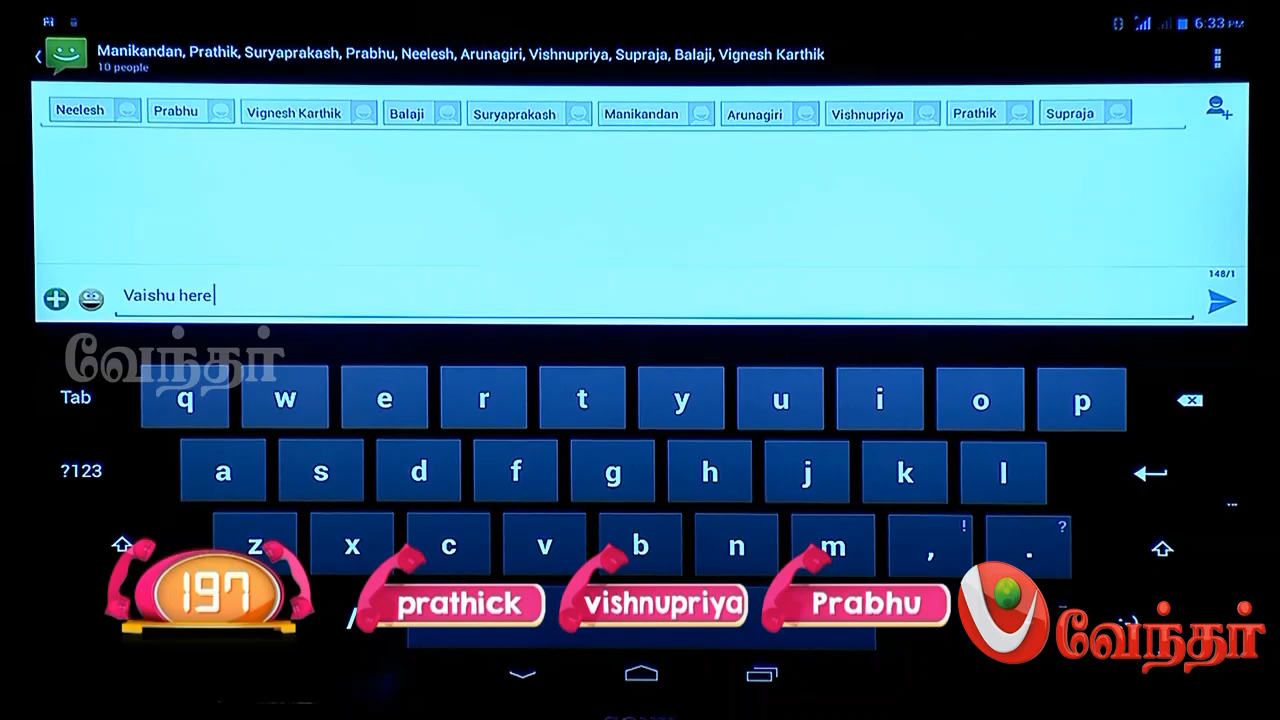 6:33 PM
Manikandan, Prathik, Suryaprakash, Prabhu, Neelesh, Arunagiri, Vishnupriya, Supraja, Balaji, Vignesh Karthik
10 people
Neelesh Prabhu Vignesh Karthik Balaji Suryaprakash Manikandan Arunagiri Vishnupriya Prathik Supraja
148/1
Vaishu here
வேந்தர்
Tab q w e r t y u i o p
?123 a s d f g h j k l
...
z x c v b n m , ! . ?
197 / prathick vishnupriya Prabhu :-)
வேந்தர்